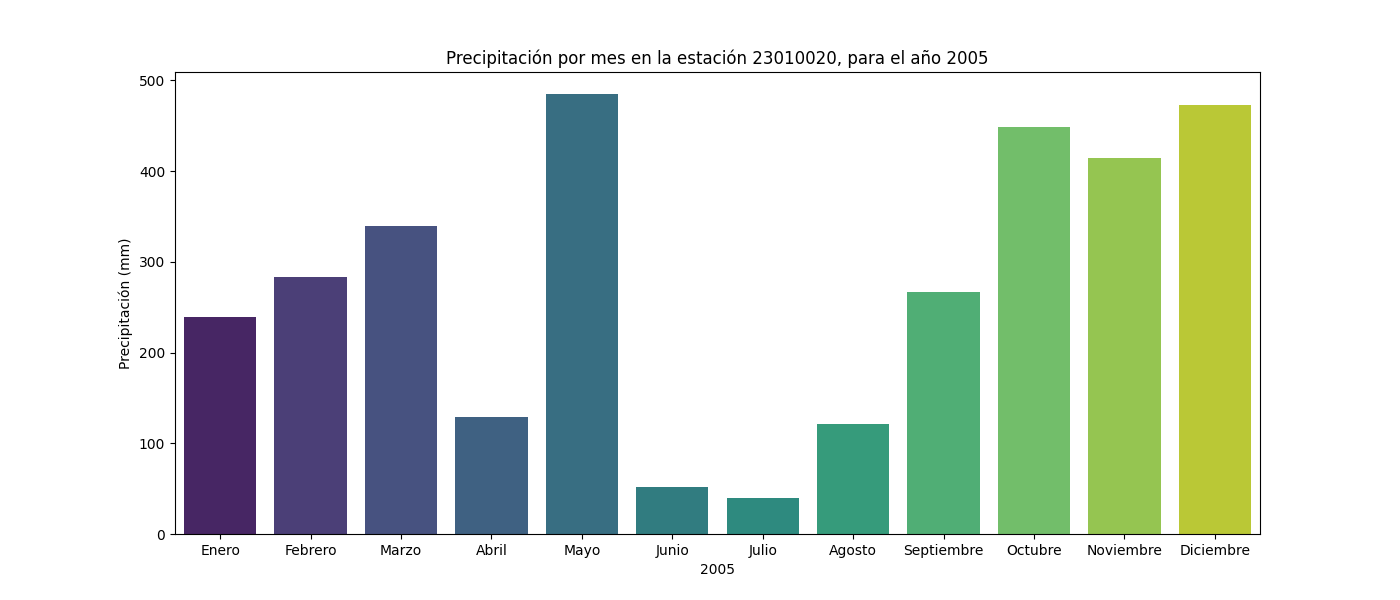 Precipitación por mes en la estación 23010020, para el año 2005
500
400
300
200
100
0
Precipitación (mm)
Enero Febrero Marzo Abril Mayo Junio Julio Agosto Septiembre Octubre Noviembre Diciembre
2005